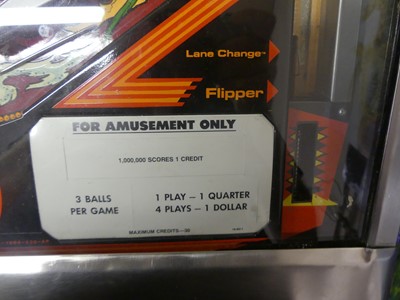 Lane Change™
Flipper
FOR AMUSEMENT ONLY
1,000,000 SCORES 1 CREDIT
3 BALLS
PER GAME
1 PLAY – 1 QUARTER
4 PLAYS – 1 DOLLAR
MAXIMUM CREDITS—30